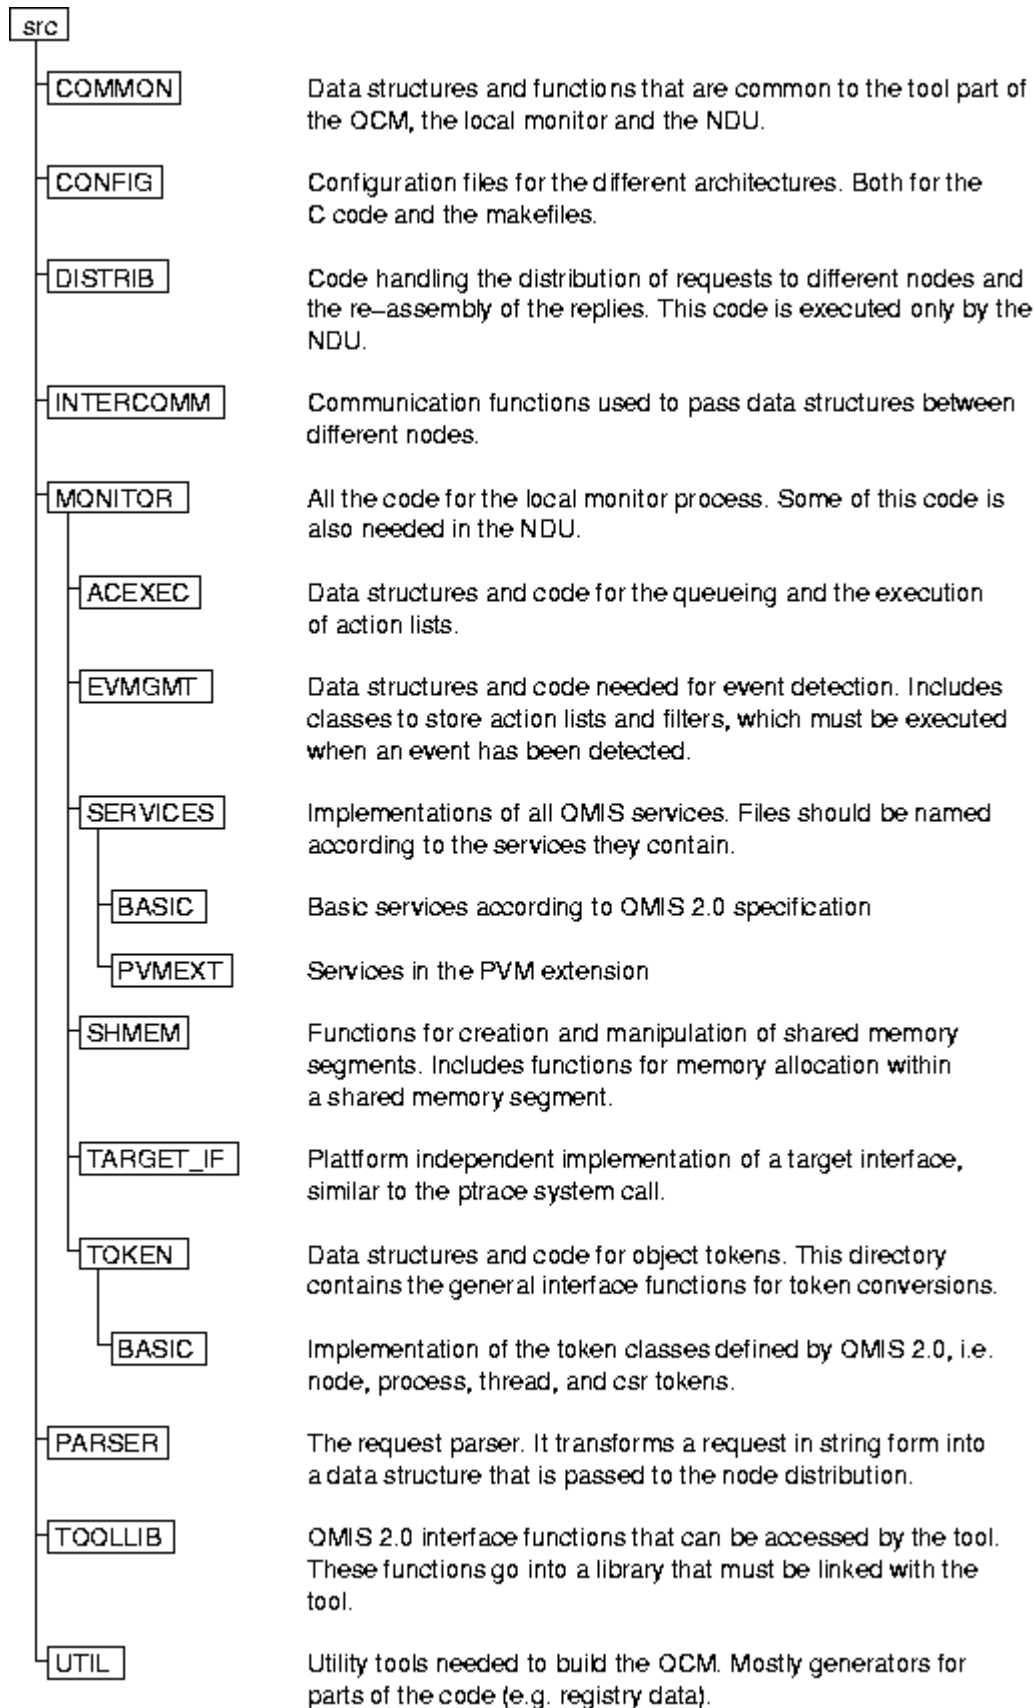 src
COMMON Data structures and functions that are common to the tool part of
the OCM, the local monitor and the NDU.
CONFIG Configuration files for the different architectures. Both for the
C code and the makefiles.
DISTRIB Code handling the distribution of requests to different nodes and
the re–assembly of the replies. This code is executed only by the
NDU.
INTERCOMM Communication functions used to pass data structures between
different nodes.
MONITOR All the code for the local monitor process. Some of this code is
also needed in the NDU.
ACEXEC Data structures and code for the queueing and the execution
of action lists.
EVMGMT Data structures and code needed for event detection. Includes
classes to store action lists and filters, which must be executed
when an event has been detected.
SERVICES Implementations of all OMIS services. Files should be named
according to the services they contain.
BASIC Basic services according to OMIS 2.0 specification
PVMEXT Services in the PVM extension
SHMEM Functions for creation and manipulation of shared memory
segments. Includes functions for memory allocation within
a shared memory segment.
TARGET_IF Plattform independent implementation of a target interface,
similar to the ptrace system call.
TOKEN Data structures and code for object tokens. This directory
contains the general interface functions for token conversions.
BASIC Implementation of the token classes defined by OMIS 2.0, i.e.
node, process, thread, and csr tokens.
PARSER The request parser. It transforms a request in string form into
a data structure that is passed to the node distribution.
TOOLLIB OMIS 2.0 interface functions that can be accessed by the tool.
These functions go into a library that must be linked with the
tool.
UTIL Utility tools needed to build the OCM. Mostly generators for
parts of the code (e.g. registry data).